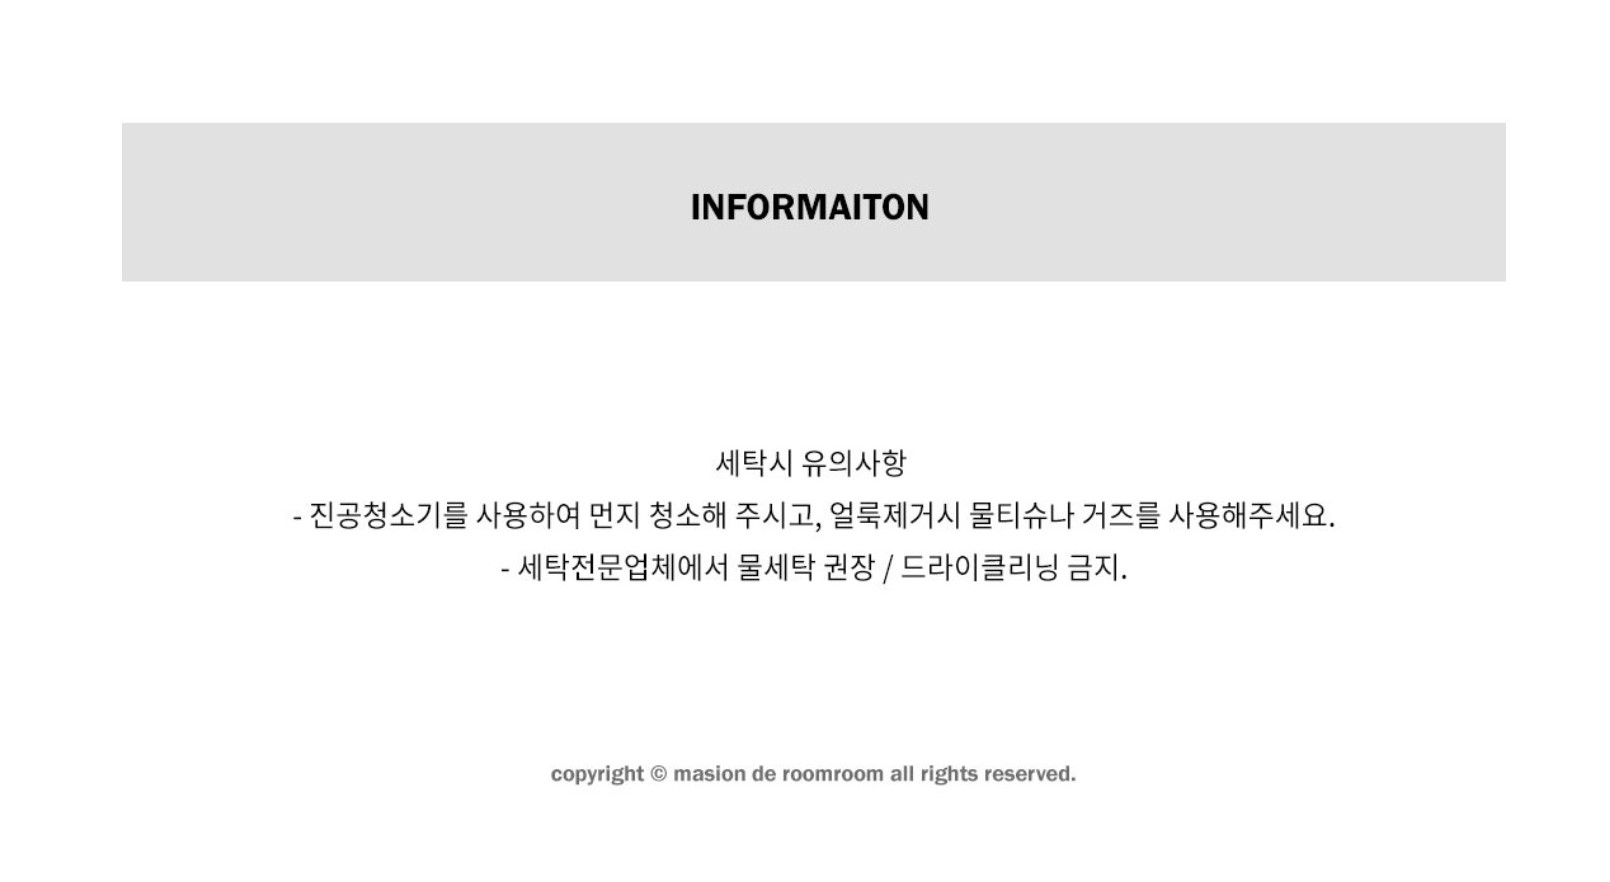 INFORMAITON
세탁시 유의사항
- 진공청소기를 사용하여 먼지 청소해 주시고, 얼룩제거시 물티슈나 거즈를 사용해주세요.
- 세탁전문업체에서 물세탁 권장 / 드라이클리닝 금지.
copyright © masion de roomroom all rights reserved.